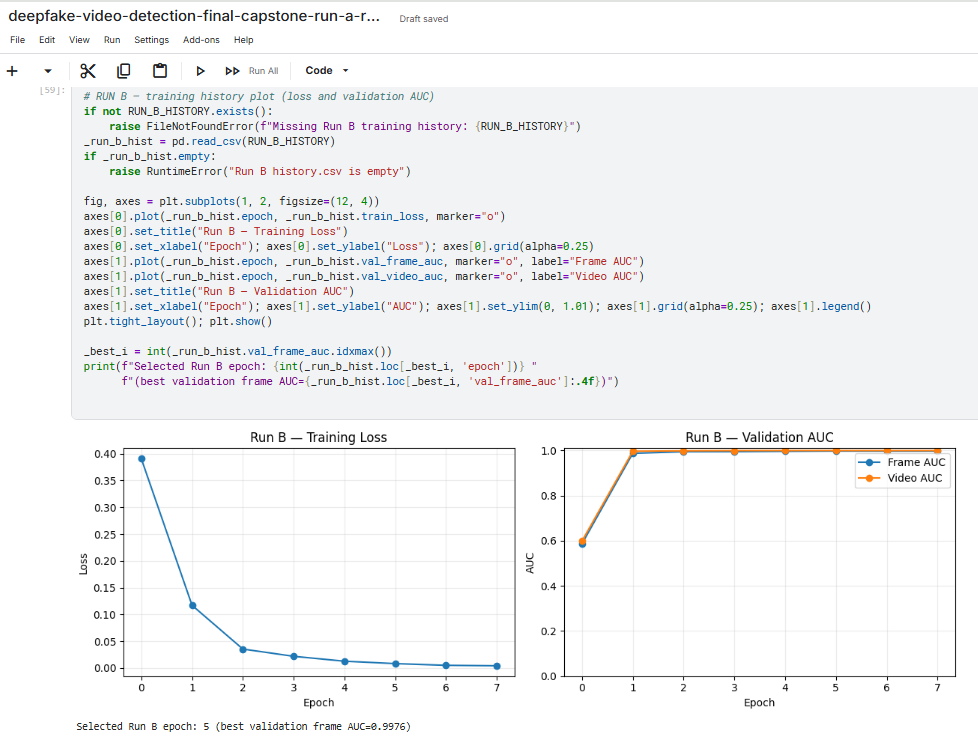 deepfake-video-detection-final-capstone-run-a-r... Draft saved
File Edit View Run Settings Add-ons Help
Run All Code
[59]:
# RUN B — training history plot (loss and validation AUC)
if not RUN_B_HISTORY.exists():
    raise FileNotFoundError(f"Missing Run B training history: {RUN_B_HISTORY}")
_run_b_hist = pd.read_csv(RUN_B_HISTORY)
if _run_b_hist.empty:
    raise RuntimeError("Run B history.csv is empty")
fig, axes = plt.subplots(1, 2, figsize=(12, 4))
axes[0].plot(_run_b_hist.epoch, _run_b_hist.train_loss, marker="o")
axes[0].set_title("Run B — Training Loss")
axes[0].set_xlabel("Epoch"); axes[0].set_ylabel("Loss"); axes[0].grid(alpha=0.25)
axes[1].plot(_run_b_hist.epoch, _run_b_hist.val_frame_auc, marker="o", label="Frame AUC")
axes[1].plot(_run_b_hist.epoch, _run_b_hist.val_video_auc, marker="o", label="Video AUC")
axes[1].set_title("Run B — Validation AUC")
axes[1].set_xlabel("Epoch"); axes[1].set_ylabel("AUC"); axes[1].set_ylim(0, 1.01); axes[1].grid(alpha=0.25); axes[1].legend()
plt.tight_layout(); plt.show()
_best_i = int(_run_b_hist.val_frame_auc.idxmax())
print(f"Selected Run B epoch: {int(_run_b_hist.loc[_best_i, 'epoch'])} "
      f"(best validation frame AUC={_run_b_hist.loc[_best_i, 'val_frame_auc']:.4f})")
Run B — Training Loss
0.40
0.35
0.30
0.25
0.20
0.15
0.10
0.05
0.00
Loss
0 1 2 3 4 5 6 7
Epoch
Run B — Validation AUC
1.0
0.8
0.6
0.4
0.2
0.0
AUC
Frame AUC
Video AUC
0 1 2 3 4 5 6 7
Epoch
Selected Run B epoch: 5 (best validation frame AUC=0.9976)